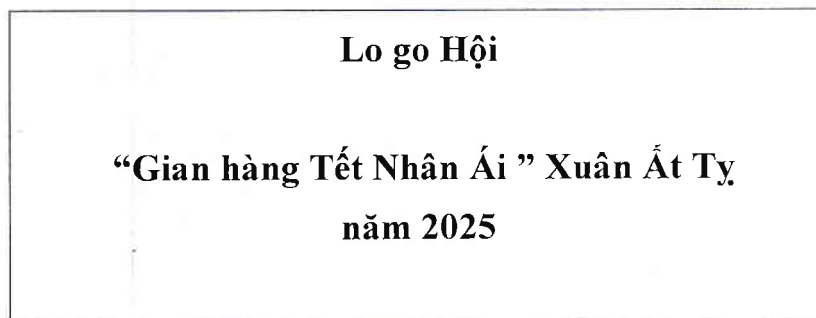 Lo go Hội
“Gian hàng Tết Nhân Ái ” Xuân Ất Tỵ
năm 2025